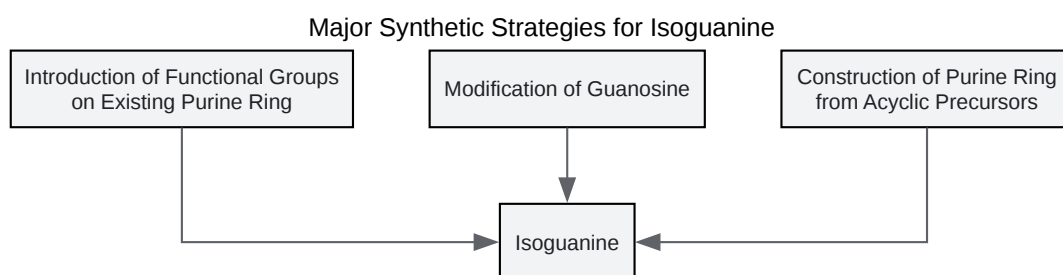 Major Synthetic Strategies for Isoguanine
Introduction of Functional Groups
on Existing Purine Ring
Modification of Guanosine
Construction of Purine Ring
from Acyclic Precursors
Isoguanine